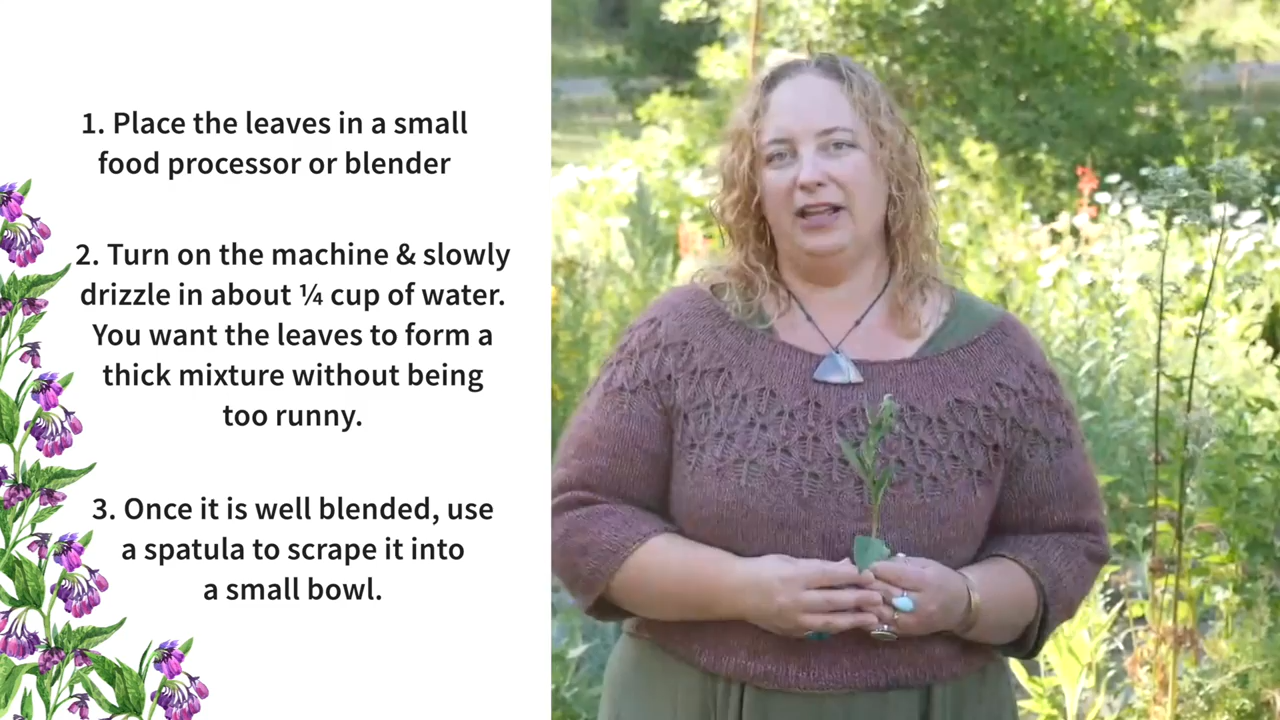 1. Place the leaves in a small
food processor or blender
2. Turn on the machine & slowly
drizzle in about ¼ cup of water.
You want the leaves to form a
thick mixture without being
too runny.
3. Once it is well blended, use
a spatula to scrape it into
a small bowl.